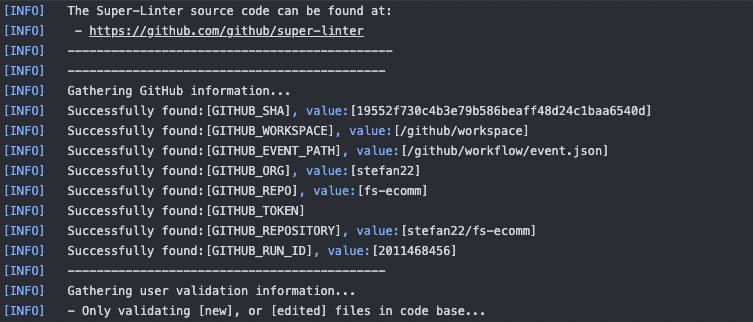 [INFO] The Super-Linter source code can be found at:
[INFO] - https://github.com/github/super-linter
[INFO] ---------------------------------------------
[INFO] --------------------------------------------
[INFO] Gathering GitHub information...
[INFO] Successfully found:[GITHUB_SHA], value:[19552f730c4b3e79b586beaff48d24c1baa6540d]
[INFO] Successfully found:[GITHUB_WORKSPACE], value:[/github/workspace]
[INFO] Successfully found:[GITHUB_EVENT_PATH], value:[/github/workflow/event.json]
[INFO] Successfully found:[GITHUB_ORG], value:[stefan22]
[INFO] Successfully found:[GITHUB_REPO], value:[fs-ecomm]
[INFO] Successfully found:[GITHUB_TOKEN]
[INFO] Successfully found:[GITHUB_REPOSITORY], value:[stefan22/fs-ecomm]
[INFO] Successfully found:[GITHUB_RUN_ID], value:[2011468456]
[INFO] --------------------------------------------
[INFO] Gathering user validation information...
[INFO] - Only validating [new], or [edited] files in code base...